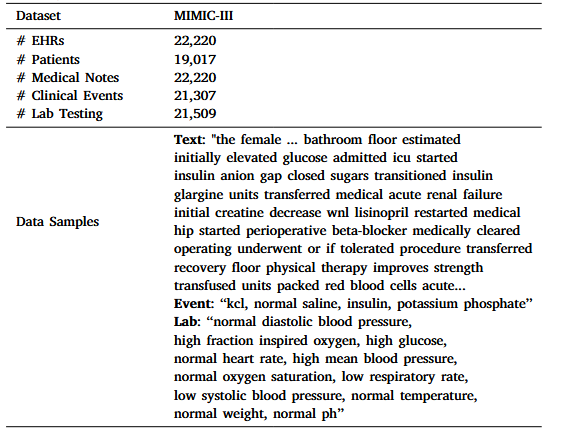 Dataset MIMIC-III
# EHRs 22,220
# Patients 19,017
# Medical Notes 22,220
# Clinical Events 21,307
# Lab Testing 21,509
Data Samples
Text: "the female ... bathroom floor estimated
initially elevated glucose admitted icu started
insulin anion gap closed sugars transitioned insulin
glargine units transferred medical acute renal failure
initial creatine decrease wnl lisinopril restarted medical
hip started perioperative beta-blocker medically cleared
operating underwent or if tolerated procedure transferred
recovery floor physical therapy improves strength
transfused units packed red blood cells acute...
Event: “kcl, normal saline, insulin, potassium phosphate”
Lab: “normal diastolic blood pressure,
high fraction inspired oxygen, high glucose,
normal heart rate, high mean blood pressure,
normal oxygen saturation, low respiratory rate,
low systolic blood pressure, normal temperature,
normal weight, normal ph”